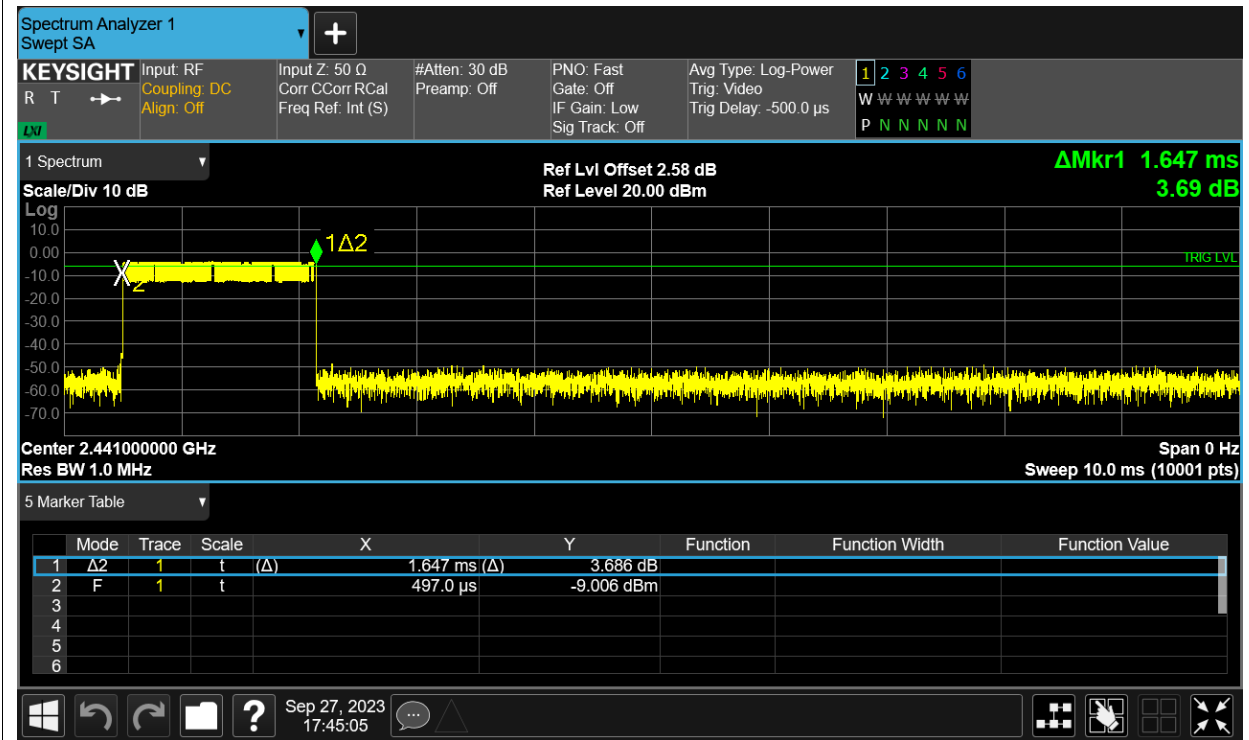 Spectrum Analyzer 1
Swept SA
KEYSIGHT
R T
LXI
Input: RF
Coupling: DC
Align: Off
Input Z: 50 Ω
Corr CCorr RCal
Freq Ref: Int (S)
#Atten: 30 dB
Preamp: Off
PNO: Fast
Gate: Off
IF Gain: Low
Sig Track: Off
Avg Type: Log-Power
Trig: Video
Trig Delay: -500.0 µs
1 2 3 4 5 6
W W W W W W
P N N N N N
1 Spectrum
Scale/Div 10 dB
Ref Lvl Offset 2.58 dB
Ref Level 20.00 dBm
ΔMkr1 1.647 ms
3.69 dB
Log
10.0
0.00
-10.0
-20.0
-30.0
-40.0
-50.0
-60.0
-70.0
1Δ2
X
2
TRIG LVL
Center 2.441000000 GHz
Res BW 1.0 MHz
Span 0 Hz
Sweep 10.0 ms (10001 pts)
5 Marker Table
Mode Trace Scale X Y Function Function Width Function Value
1 Δ2 1 t (Δ) 1.647 ms (Δ) 3.686 dB
2 F 1 t 497.0 µs -9.006 dBm
3
4
5
6
?
Sep 27, 2023
17:45:05